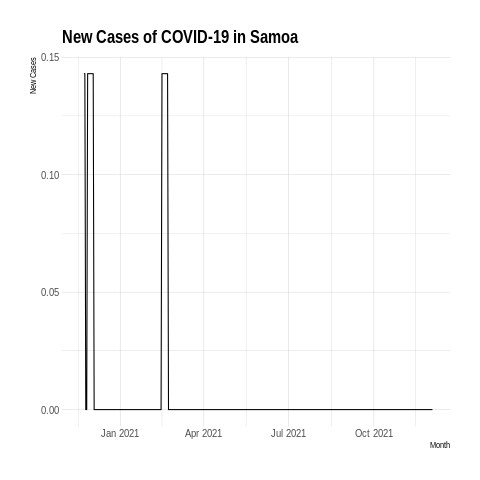 New Cases of COVID-19 in Samoa
New Cases
0.15
0.10
0.05
0.00
Jan 2021
Apr 2021
Jul 2021
Oct 2021
Month